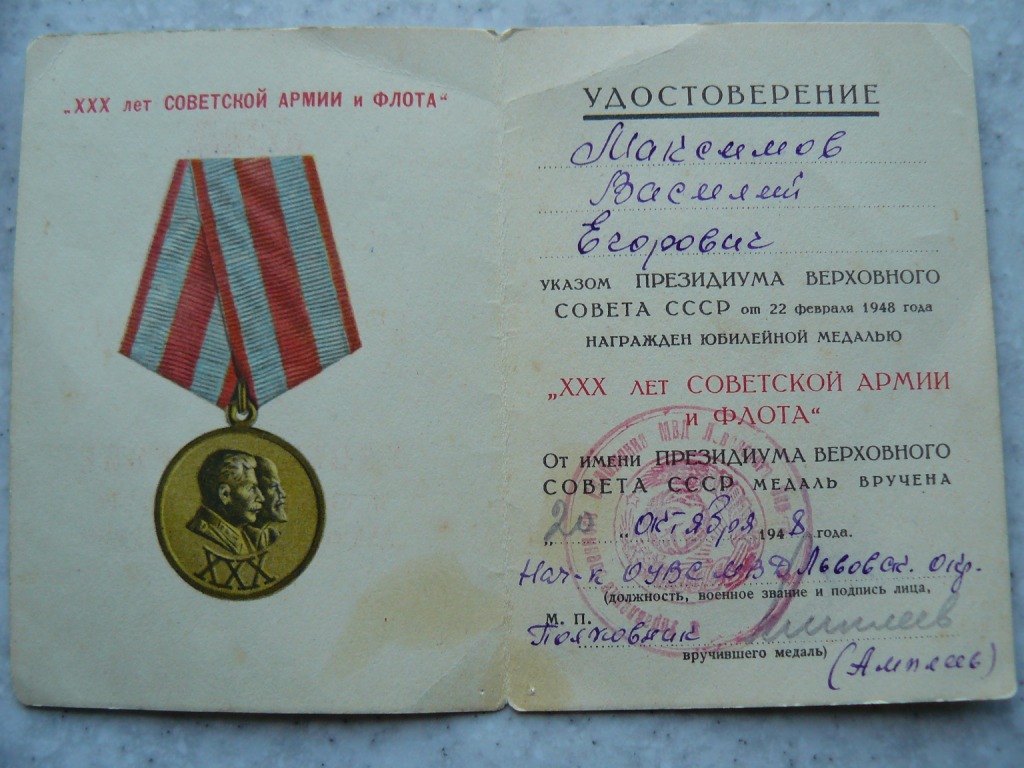 „XXX лет СОВЕТСКОЙ АРМИИ и ФЛОТА“
XXX
УДОСТОВЕРЕНИЕ
Максимов
Василий
Егорович
УКАЗОМ ПРЕЗИДИУМА ВЕРХОВНОГО
СОВЕТА СССР от 22 февраля 1948 года
НАГРАЖДЕН ЮБИЛЕЙНОЙ МЕДАЛЬЮ
„XXX ЛЕТ СОВЕТСКОЙ АРМИИ
И ФЛОТА“
ОТ ИМЕНИ ПРЕЗИДИУМА ВЕРХОВНОГО
СОВЕТА СССР МЕДАЛЬ ВРУЧЕНА
„20“ октября 1948 года.
Нач-к ОУВС МВД Львовск. окр.
(должность, военное звание и подпись лица,
М. П.
Полковник
вручившего медаль)